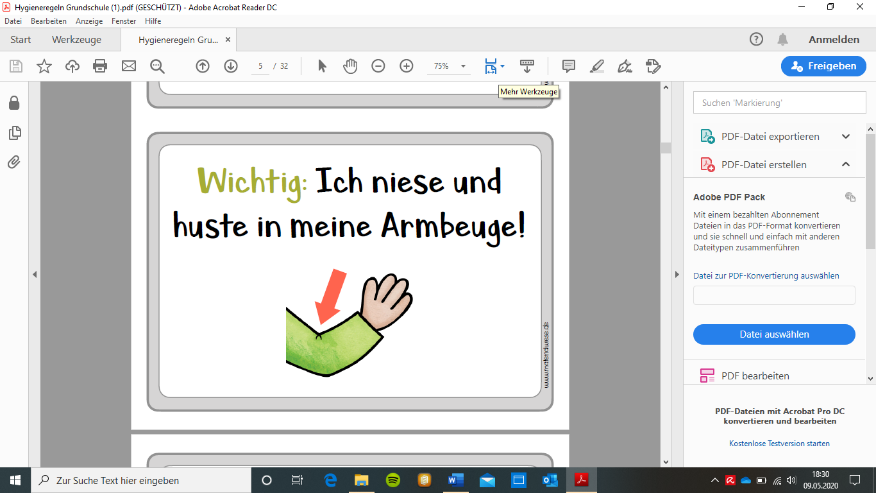 Hygieneregeln Grundschule (1).pdf (GESCHÜTZT) - Adobe Acrobat Reader DC
Datei Bearbeiten Anzeige Fenster Hilfe
Start Werkzeuge Hygieneregeln Gru... × Anmelden
5 / 32 75% Freigeben
Mehr Werkzeuge
Suchen 'Markierung'
PDF-Datei exportieren
PDF-Datei erstellen
Adobe PDF Pack
Mit einem bezahlten Abonnement
Dateien in das PDF-Format konvertieren
und sie schnell und einfach mit anderen
Dateitypen zusammenführen
Datei zur PDF-Konvertierung auswählen
Datei auswählen
PDF bearbeiten
PDF-Dateien mit Acrobat Pro DC
konvertieren und bearbeiten
Kostenlose Testversion starten
Wichtig: Ich niese und
huste in meine Armbeuge!
Zur Suche Text hier eingeben
18:30
09.05.2020